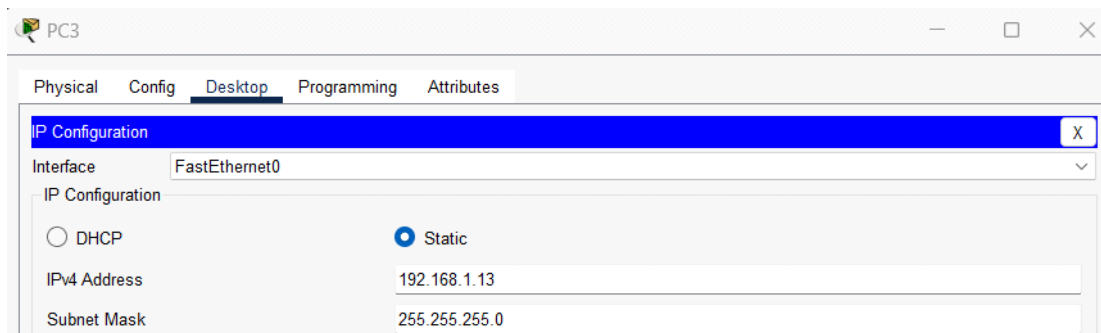 PC3
Physical Config Desktop Programming Attributes
IP Configuration X
Interface FastEthernet0
IP Configuration
DHCP Static
IPv4 Address 192.168.1.13
Subnet Mask 255.255.255.0